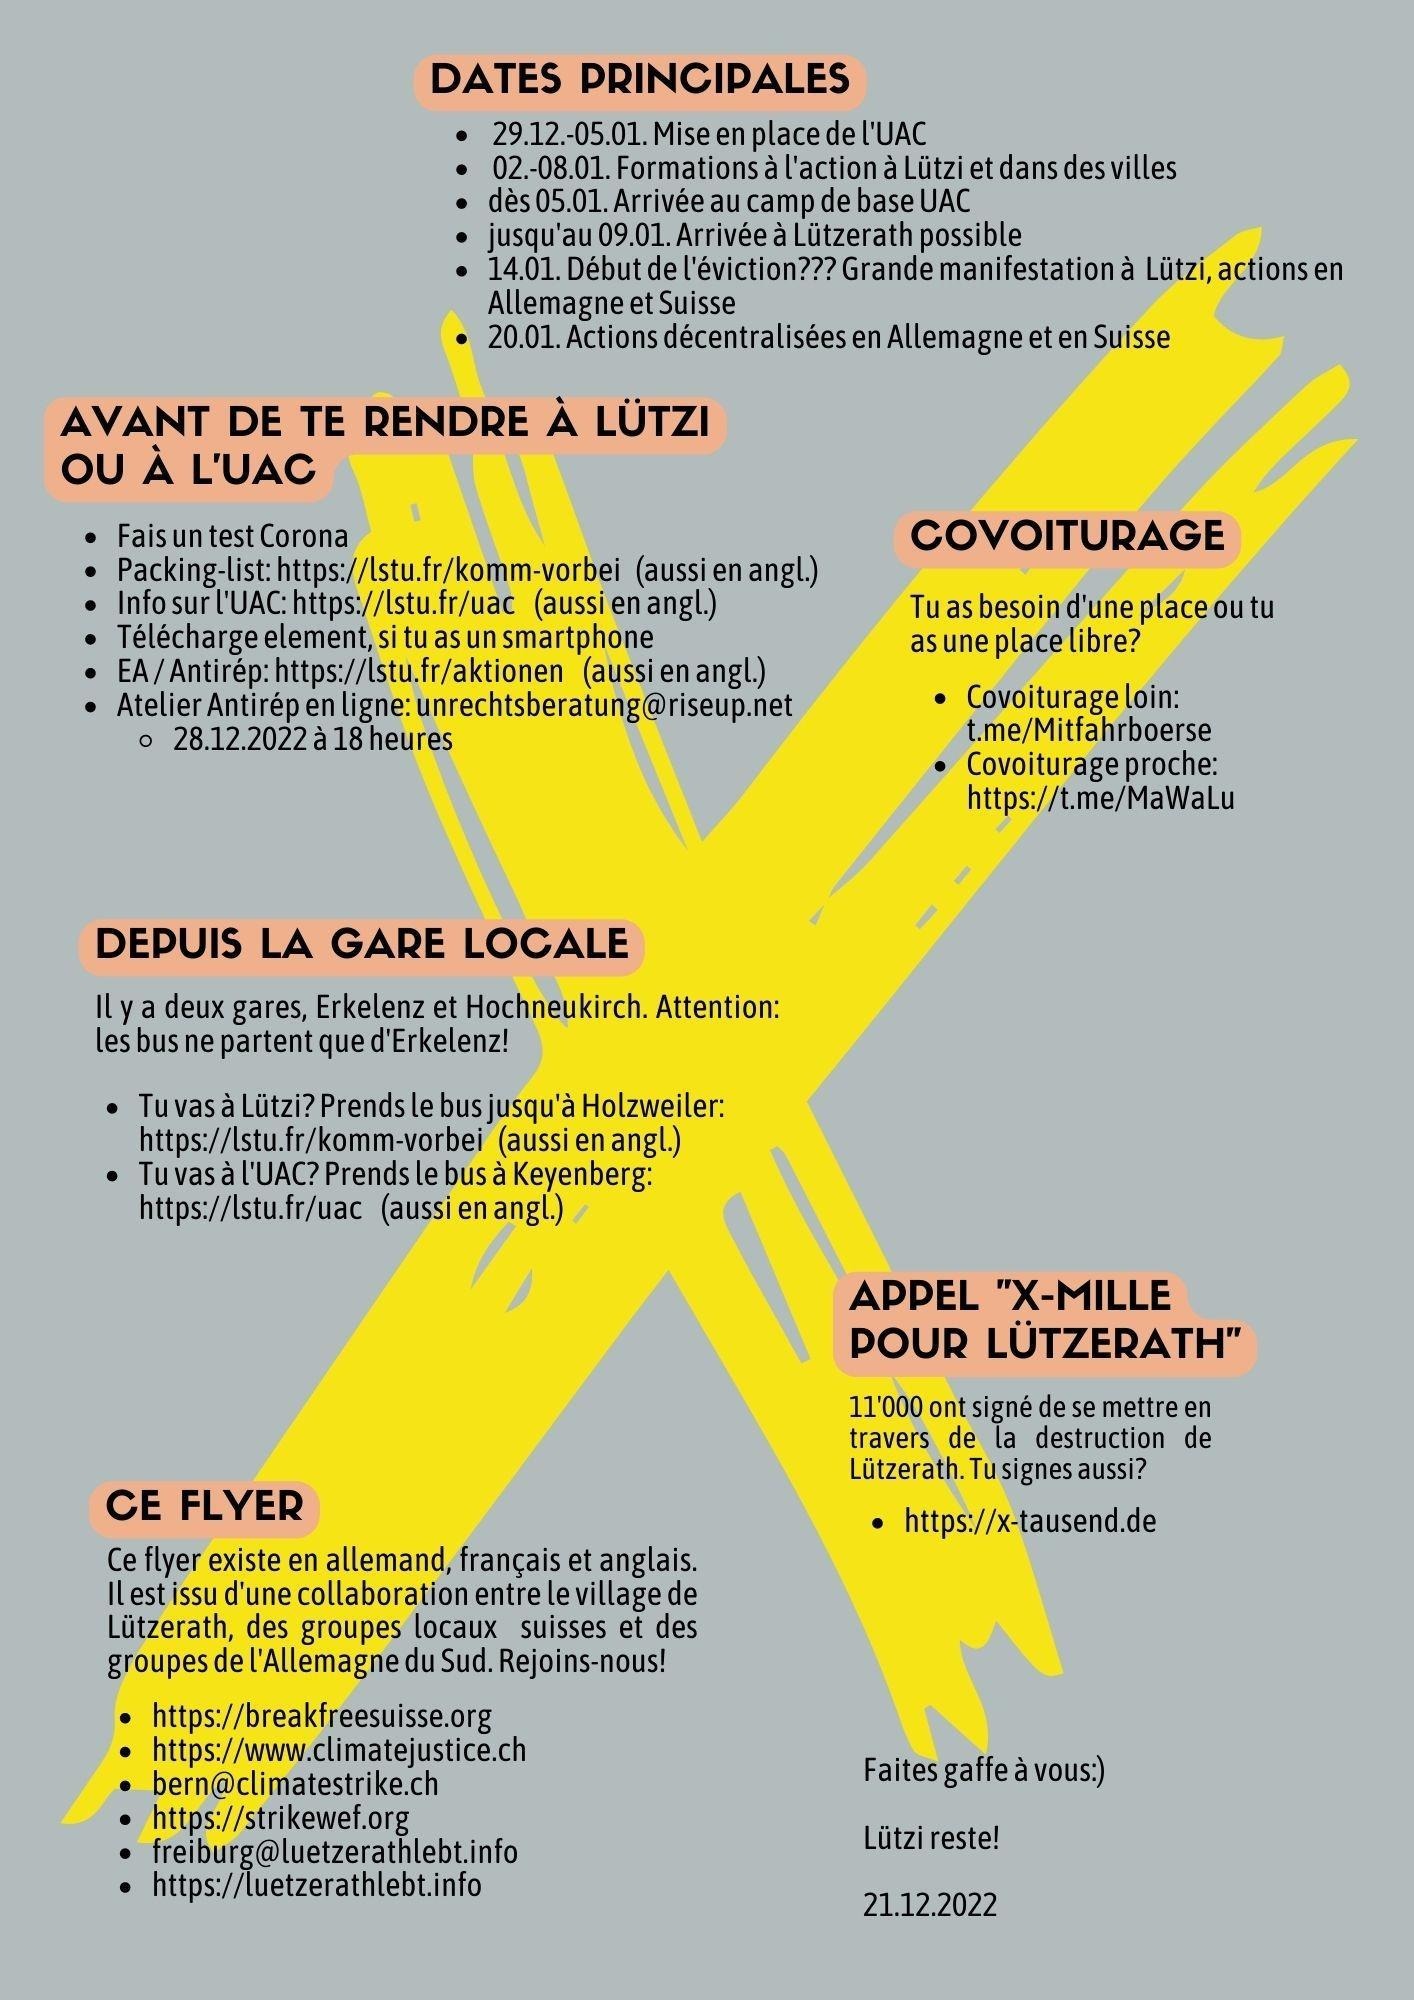 DATES PRINCIPALES
• 29.12.-05.01. Mise en place de l'UAC
• 02.-08.01. Formations à l'action à Lützi et dans des villes
• dès 05.01. Arrivée au camp de base UAC
• jusqu'au 09.01. Arrivée à Lützerath possible
• 14.01. Début de l'éviction??? Grande manifestation à Lützi, actions en
Allemagne et Suisse
• 20.01. Actions décentralisées en Allemagne et en Suisse
AVANT DE TE RENDRE À LÜTZI
OU À L'UAC
• Fais un test Corona
• Packing-list: https://lstu.fr/komm-vorbei (aussi en angl.)
• Info sur l'UAC: https://lstu.fr/uac (aussi en angl.)
• Télécharge element, si tu as un smartphone
• EA / Antirép: https://lstu.fr/aktionen (aussi en angl.)
• Atelier Antirép en ligne: unrechtsberatung@riseup.net
○ 28.12.2022 à 18 heures
COVOITURAGE
Tu as besoin d'une place ou tu
as une place libre?
• Covoiturage loin:
t.me/Mitfahrboerse
• Covoiturage proche:
https://t.me/MaWaLu
DEPUIS LA GARE LOCALE
Il y a deux gares, Erkelenz et Hochneukirch. Attention:
les bus ne partent que d'Erkelenz!
• Tu vas à Lützi? Prends le bus jusqu'à Holzweiler:
https://lstu.fr/komm-vorbei (aussi en angl.)
• Tu vas à l'UAC? Prends le bus à Keyenberg:
https://lstu.fr/uac (aussi en angl.)
APPEL "X-MILLE
POUR LÜTZERATH"
11'000 ont signé de se mettre en
travers de la destruction de
Lützerath. Tu signes aussi?
• https://x-tausend.de
CE FLYER
Ce flyer existe en allemand, français et anglais.
Il est issu d'une collaboration entre le village de
Lützerath, des groupes locaux suisses et des
groupes de l'Allemagne du Sud. Rejoins-nous!
• https://breakfreesuisse.org
• https://www.climatejustice.ch
• bern@climatestrike.ch
• https://strikewef.org
• freiburg@luetzerathlebt.info
• https://luetzerathlebt.info
Faites gaffe à vous:)
Lützi reste!
21.12.2022